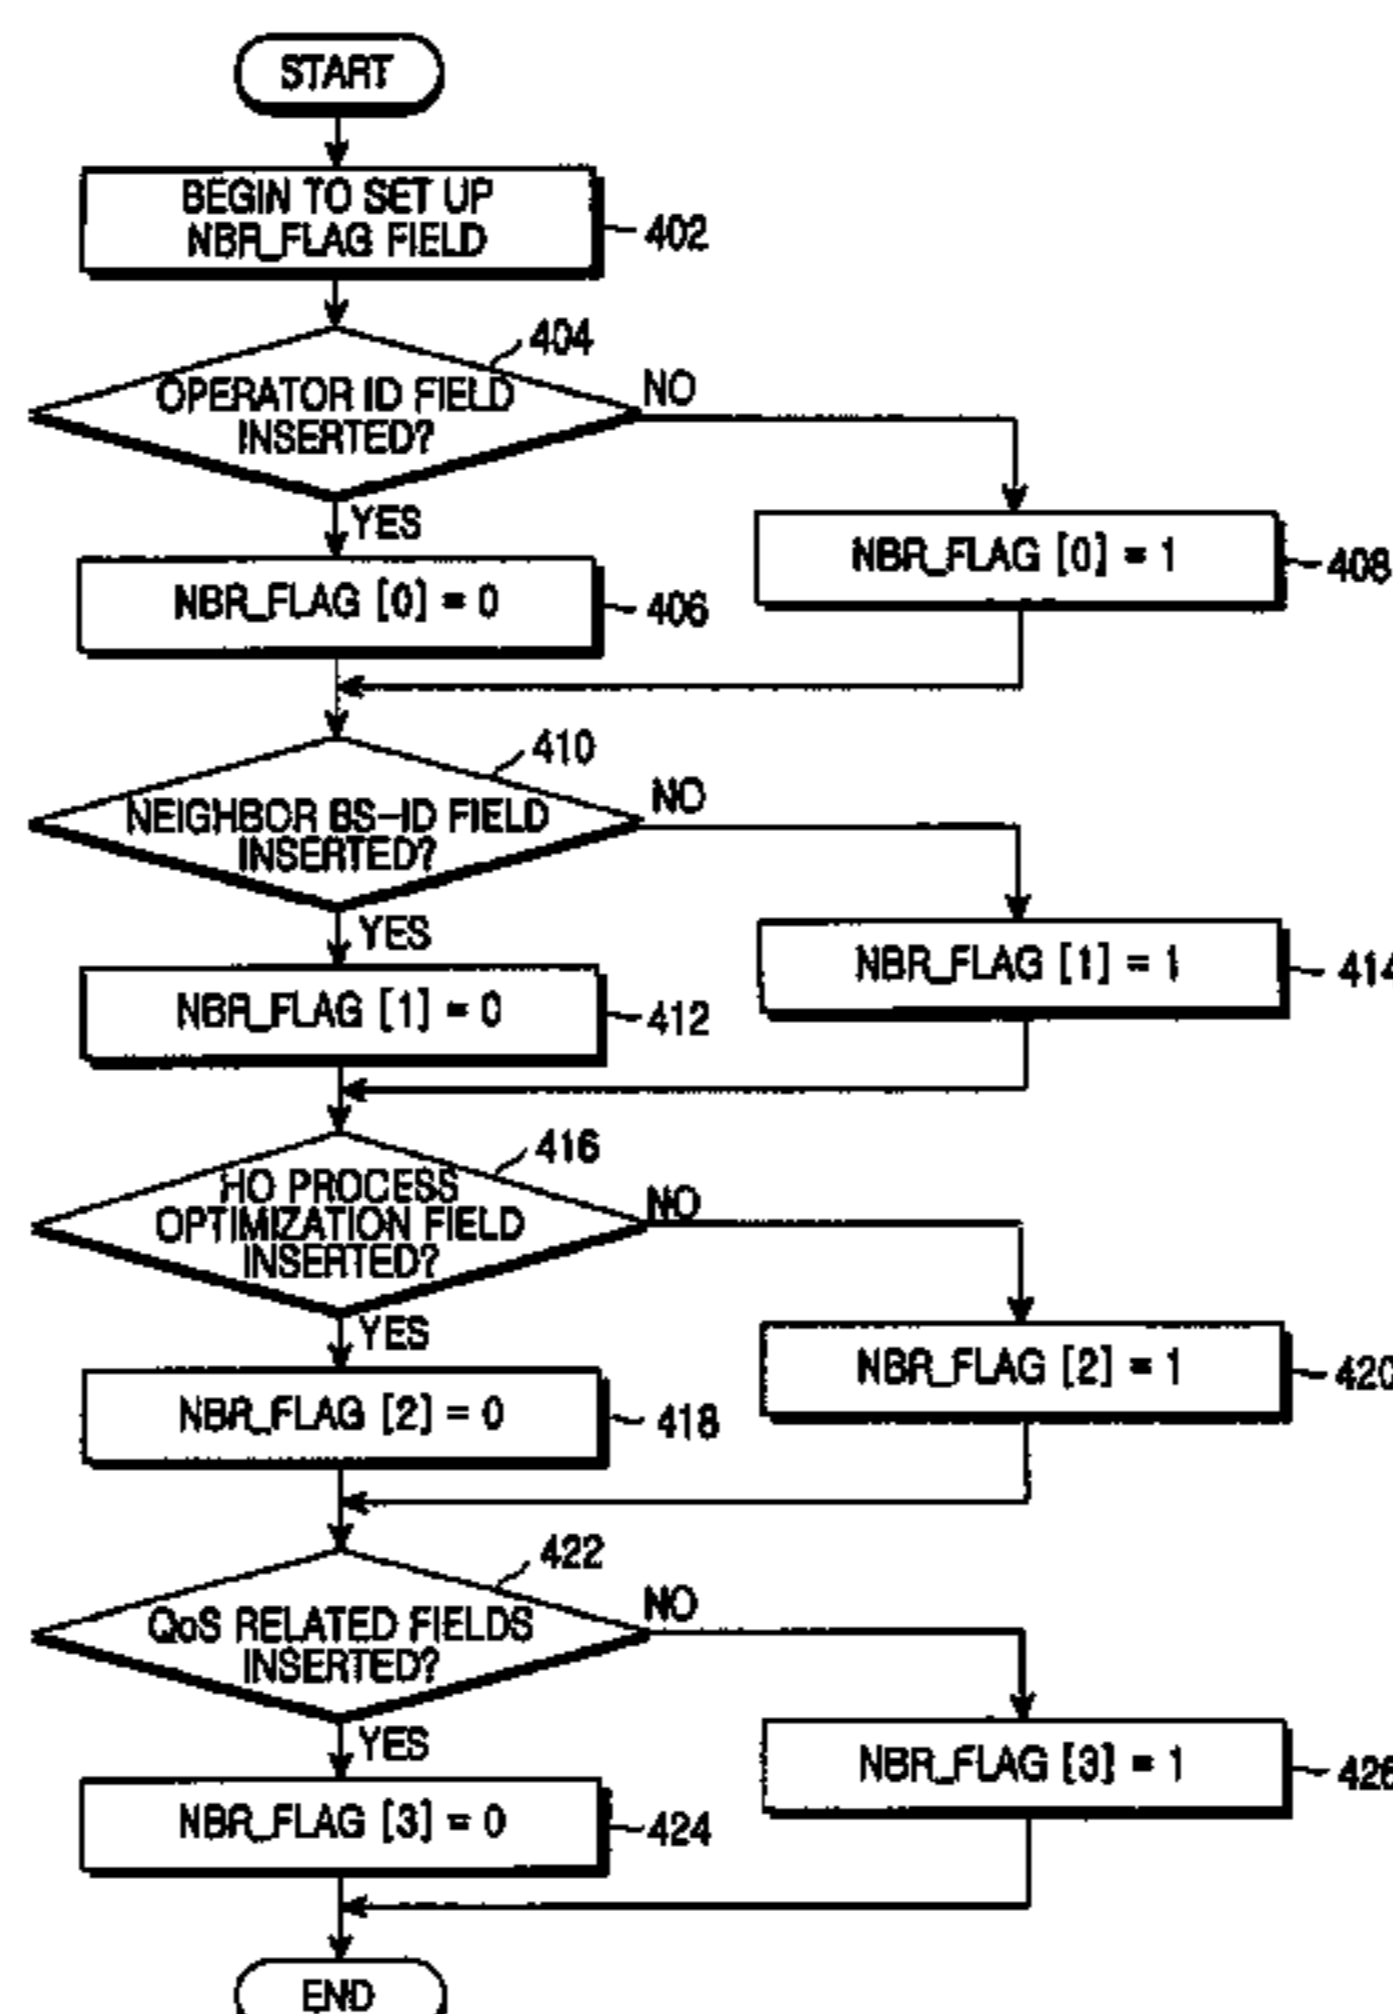 START
BEGIN TO SET UP
NBR_FLAG FIELD
402
404
OPERATOR ID FIELD
INSERTED?
NO
YES
NBR_FLAG [0] = 1
408
NBR_FLAG [0] = 0
406
410
NEIGHBOR BS-ID FIELD
INSERTED?
NO
YES
NBR_FLAG [1] = 1
414
NBR_FLAG [1] = 0
412
416
HO PROCESS
OPTIMIZATION FIELD
INSERTED?
NO
YES
NBR_FLAG [2] = 1
420
NBR_FLAG [2] = 0
418
422
QoS RELATED FIELDS
INSERTED?
NO
YES
NBR_FLAG [3] = 1
426
NBR_FLAG [3] = 0
424
END